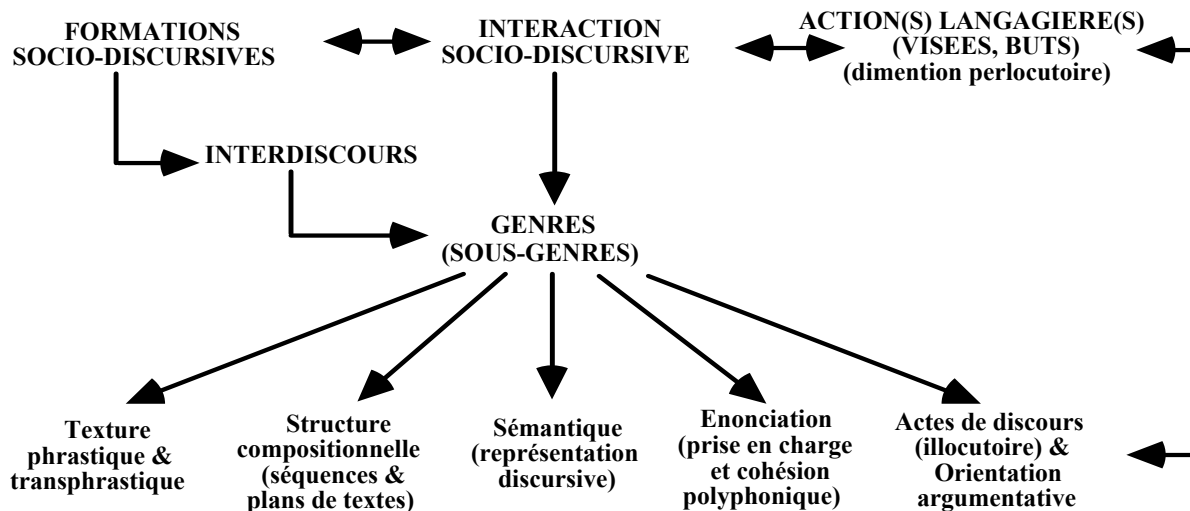 FORMATIONS
SOCIO-DISCURSIVES
INTERACTION
SOCIO-DISCURSIVE
ACTION(S) LANGAGIERE(S)
(VISEES, BUTS)
(dimention perlocutoire)
INTERDISCOURS
GENRES
(SOUS-GENRES)
Texture
phrastique &
transphrastique
Structure
compositionnelle
(séquences &
plans de textes)
Sémantique
(représentation
discursive)
Enonciation
(prise en charge
et cohésion
polyphonique)
Actes de discours
(illocutoire) &
Orientation
argumentative